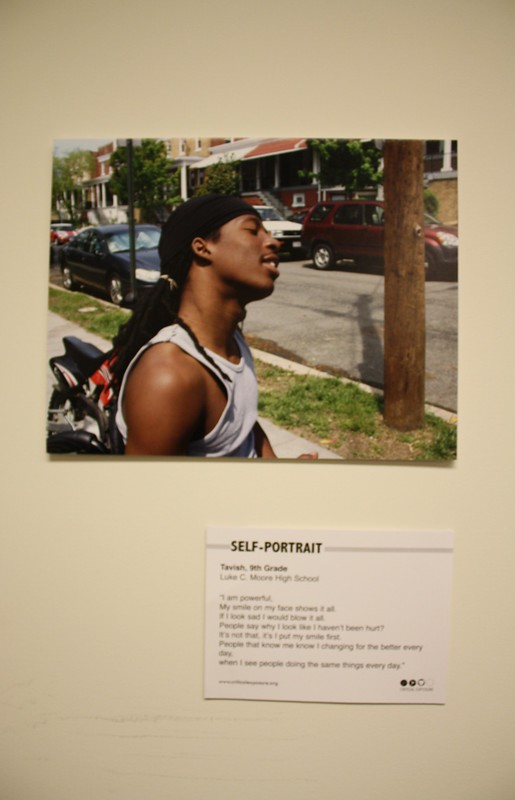 SELF-PORTRAIT
Tavish, 9th Grade
Luke C. Moore High School
"I am powerful,
My smile on my face shows it all.
If I look sad I would blow it all.
People say why I look like I haven't been hurt?
It's not that, it's I put my smile first.
People that know me know I changing for the better every
day,
when I see people doing the same things every day."